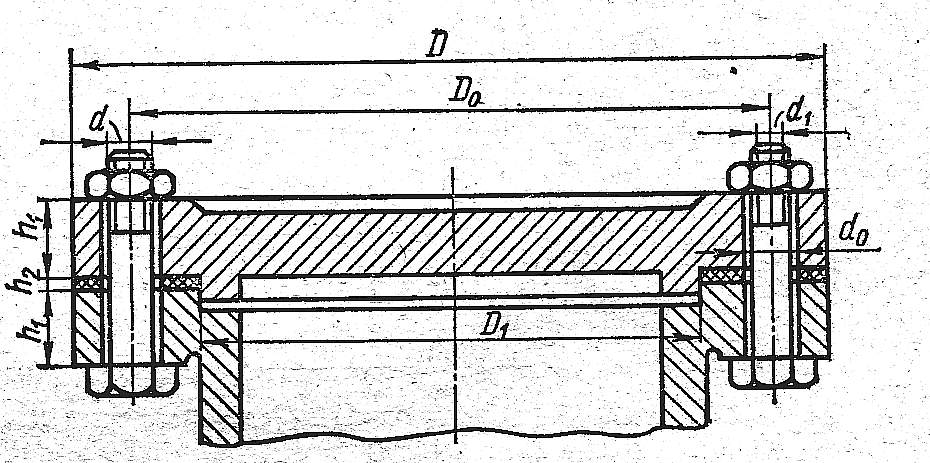 D
D₀
d
d₁
h₁
d₀
h₂
h₁
D₁